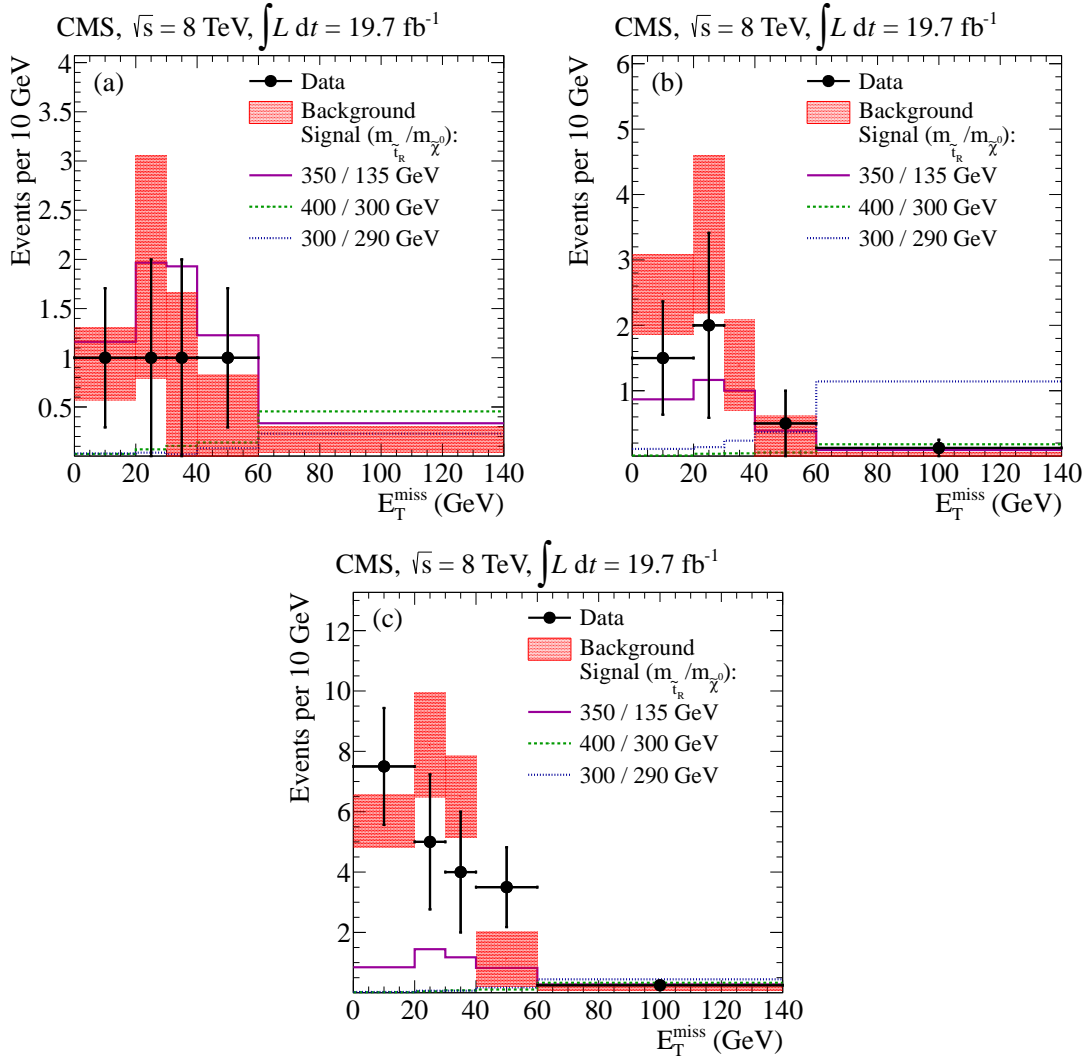 CMS, √s = 8 TeV, ∫L dt = 19.7 fb⁻¹
(a)
Data
Background
Signal (m_t̃_R/m_χ̃⁰):
350 / 135 GeV
400 / 300 GeV
300 / 290 GeV
Events per 10 GeV
4
3.5
3
2.5
2
1.5
1
0.5
0 20 40 60 80 100 120 140
E_T^miss (GeV)
CMS, √s = 8 TeV, ∫L dt = 19.7 fb⁻¹
(b)
Data
Background
Signal (m_t̃_R/m_χ̃⁰):
350 / 135 GeV
400 / 300 GeV
300 / 290 GeV
Events per 10 GeV
6
5
4
3
2
1
0 20 40 60 80 100 120 140
E_T^miss (GeV)
CMS, √s = 8 TeV, ∫L dt = 19.7 fb⁻¹
(c)
Data
Background
Signal (m_t̃_R/m_χ̃⁰):
350 / 135 GeV
400 / 300 GeV
300 / 290 GeV
Events per 10 GeV
12
10
8
6
4
2
0 20 40 60 80 100 120 140
E_T^miss (GeV)